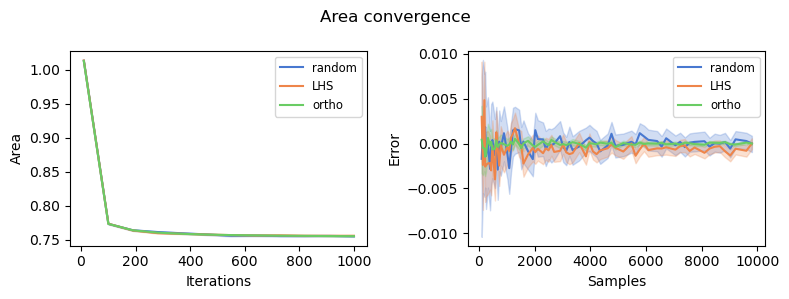 Area convergence
Area
1.00
0.95
0.90
0.85
0.80
0.75
random
LHS
ortho
0
200
400
600
800
1000
Iterations
Error
0.010
0.005
0.000
−0.005
−0.010
random
LHS
ortho
0
2000
4000
6000
8000
10000
Samples